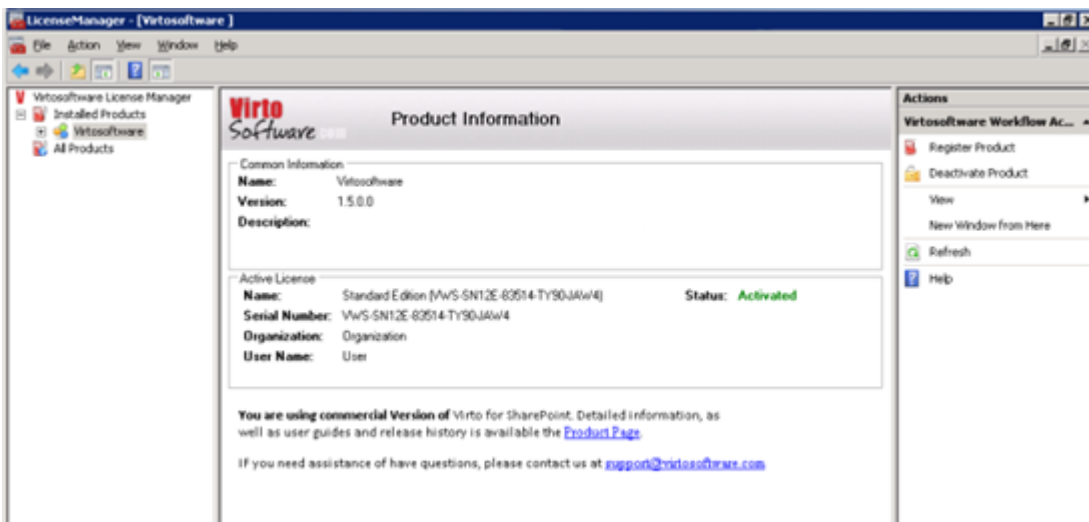 LicenseManager - [Virtosoftware ]
File Action View Window Help
Virtosoftware License Manager
Installed Products
Virtosoftware
All Products
Virto
Software
Product Information
Common Information
Name: Virtosoftware
Version: 1.5.0.0
Description:
Active License
Name: Standard Edition (VWS-SN12E-83514-TY90-JAW4) Status: Activated
Serial Number: VWS-SN12E-83514-TY90-JAW4
Organization: Organization
User Name: User
You are using commercial Version of Virto for SharePoint. Detailed information, as
well as user guides and release history is available the Product Page.
If you need assistance of have questions, please contact us at support@virtosoftware.com
Actions
Virtosoftware Workflow Ac...
Register Product
Deactivate Product
View
New Window from Here
Refresh
Help